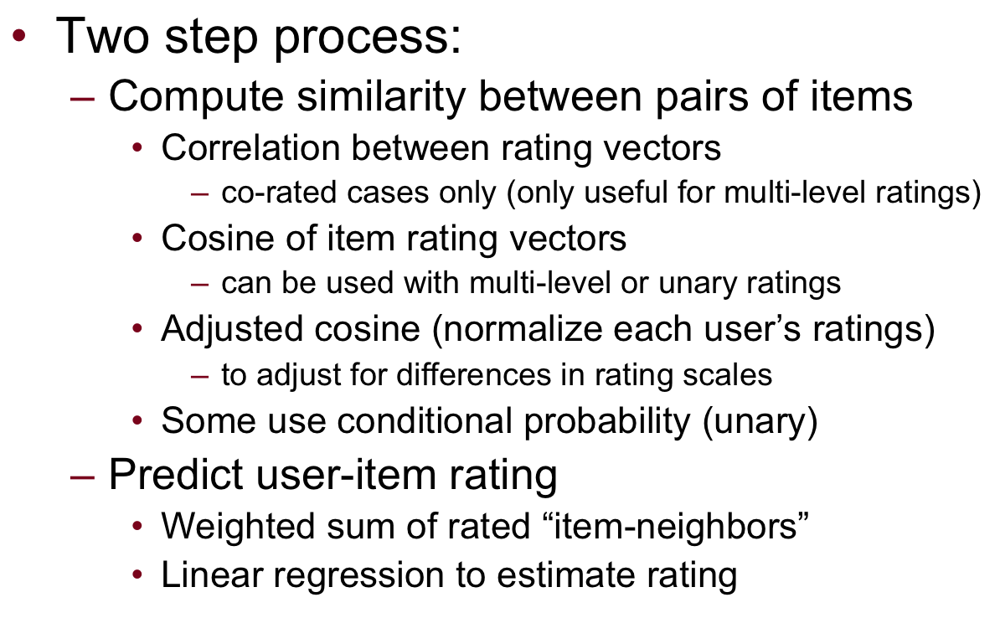 • Two step process:
– Compute similarity between pairs of items
• Correlation between rating vectors
– co-rated cases only (only useful for multi-level ratings)
• Cosine of item rating vectors
– can be used with multi-level or unary ratings
• Adjusted cosine (normalize each user’s ratings)
– to adjust for differences in rating scales
• Some use conditional probability (unary)
– Predict user-item rating
• Weighted sum of rated “item-neighbors”
• Linear regression to estimate rating